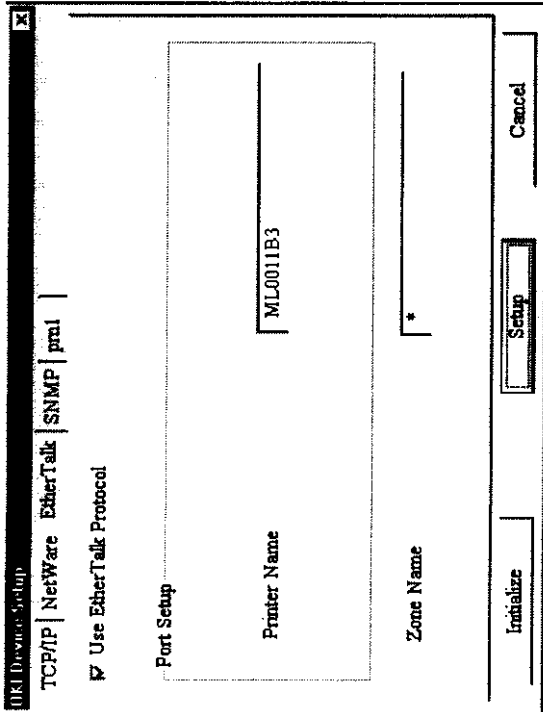 OKI Device Setup
TCP/IP NetWare EtherTalk SNMP prn1
Use EtherTalk Protocol
Port Setup
Printer Name ML0011B3
Zone Name *
Initialize Setup Cancel